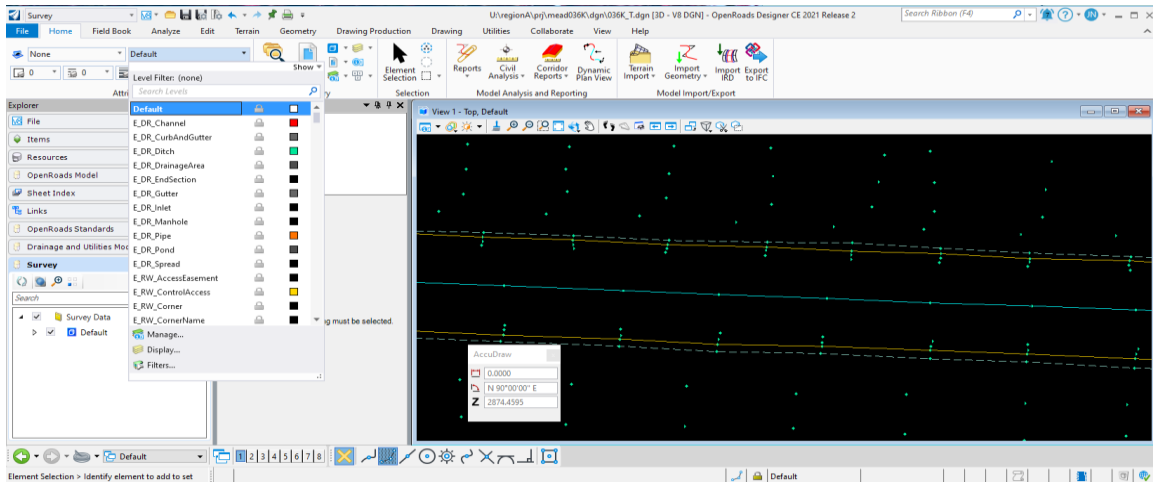 Survey
U:\regionA\prj\mead036K\dgn\036K_T.dgn [3D - V8 DGN] - OpenRoads Designer CE 2021 Release 2
Search Ribbon (F4)
JN
File Home Field Book Analyze Edit Terrain Geometry Drawing Production Drawing Utilities Collaborate View Help
None
Default
0
0
Show
Element Selection
Reports
Civil Analysis
Corridor Reports
Dynamic Plan View
Terrain Import
Import Geometry
Import IRD
Export to IFC
Attri
Selection
Model Analysis and Reporting
Model Import/Export
Level Filter: (none)
Search Levels
Default
E_DR_Channel
E_DR_CurbAndGutter
E_DR_Ditch
E_DR_DrainageArea
E_DR_EndSection
E_DR_Gutter
E_DR_Inlet
E_DR_Manhole
E_DR_Pipe
E_DR_Pond
E_DR_Spread
E_RW_AccessEasement
E_RW_ControlAccess
E_RW_Corner
E_RW_CornerName
Manage...
Display...
Filters...
Explorer
File
Items
Resources
OpenRoads Model
Sheet Index
Links
OpenRoads Standards
Drainage and Utilities Mod
Survey
Search
Survey Data
Default
ng must be selected.
View 1 - Top, Default
AccuDraw
0.0000
N 90°00'00" E
Z 2874.4595
Default
1 2 3 4 5 6 7 8
Element Selection > Identify element to add to set
Default